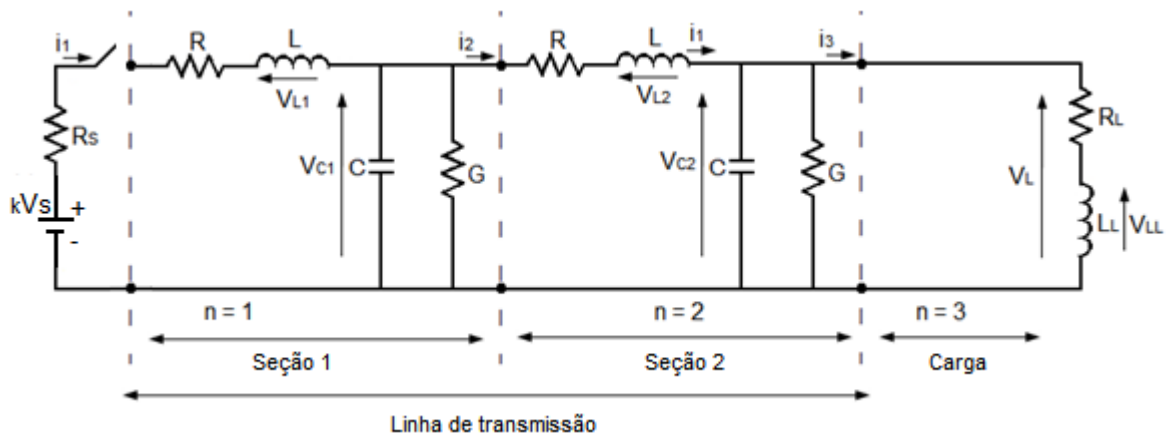 i1
R
L
i2
R
L
i1
i3
VL1
VL2
RS
RL
VC1
C
G
VC2
C
G
VL
kVS
+
-
LL
VLL
n = 1
n = 2
n = 3
Seção 1
Seção 2
Carga
Linha de transmissão